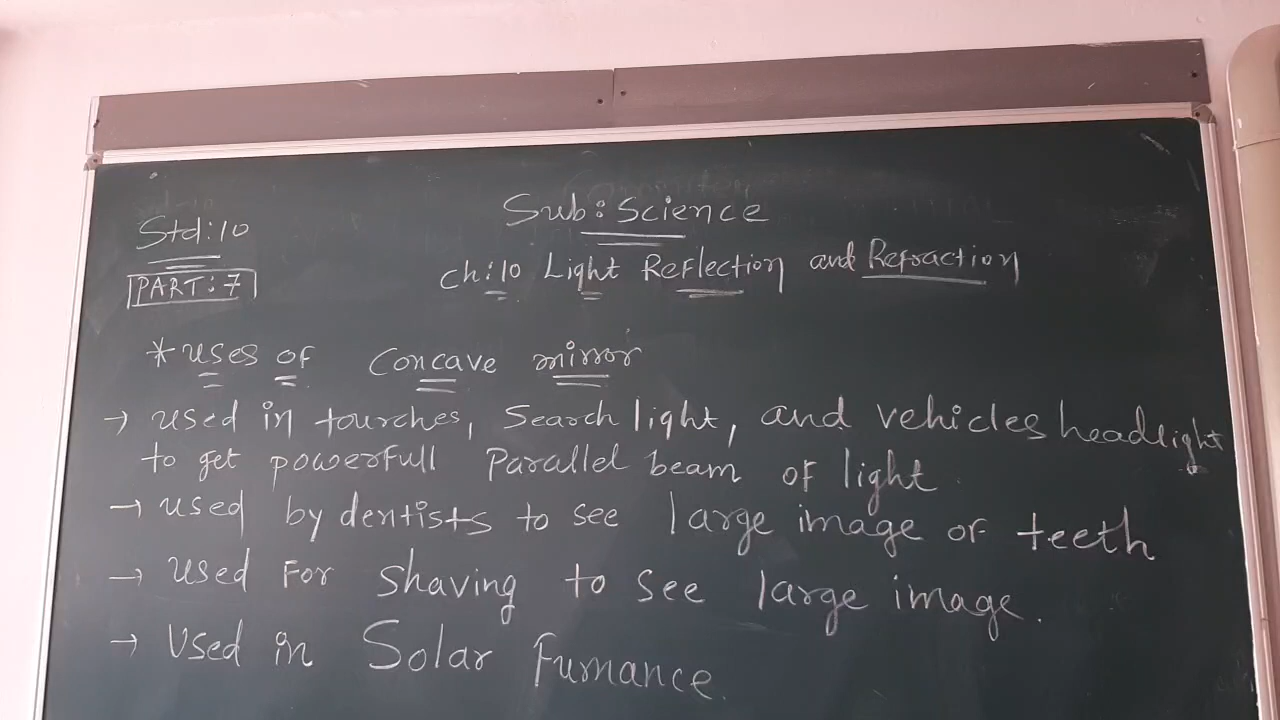 Sub: Science
Std: 10
ch: 10 Light Reflection and Refraction
PART: 7
* uses of Concave mirror
→ used in tourches, Search light, and vehicles headlight
to get powerfull Parallel beam of light.
→ used by dentists to see large image of teeth
→ used For shaving to see large image.
→ Used in Solar Furnance.